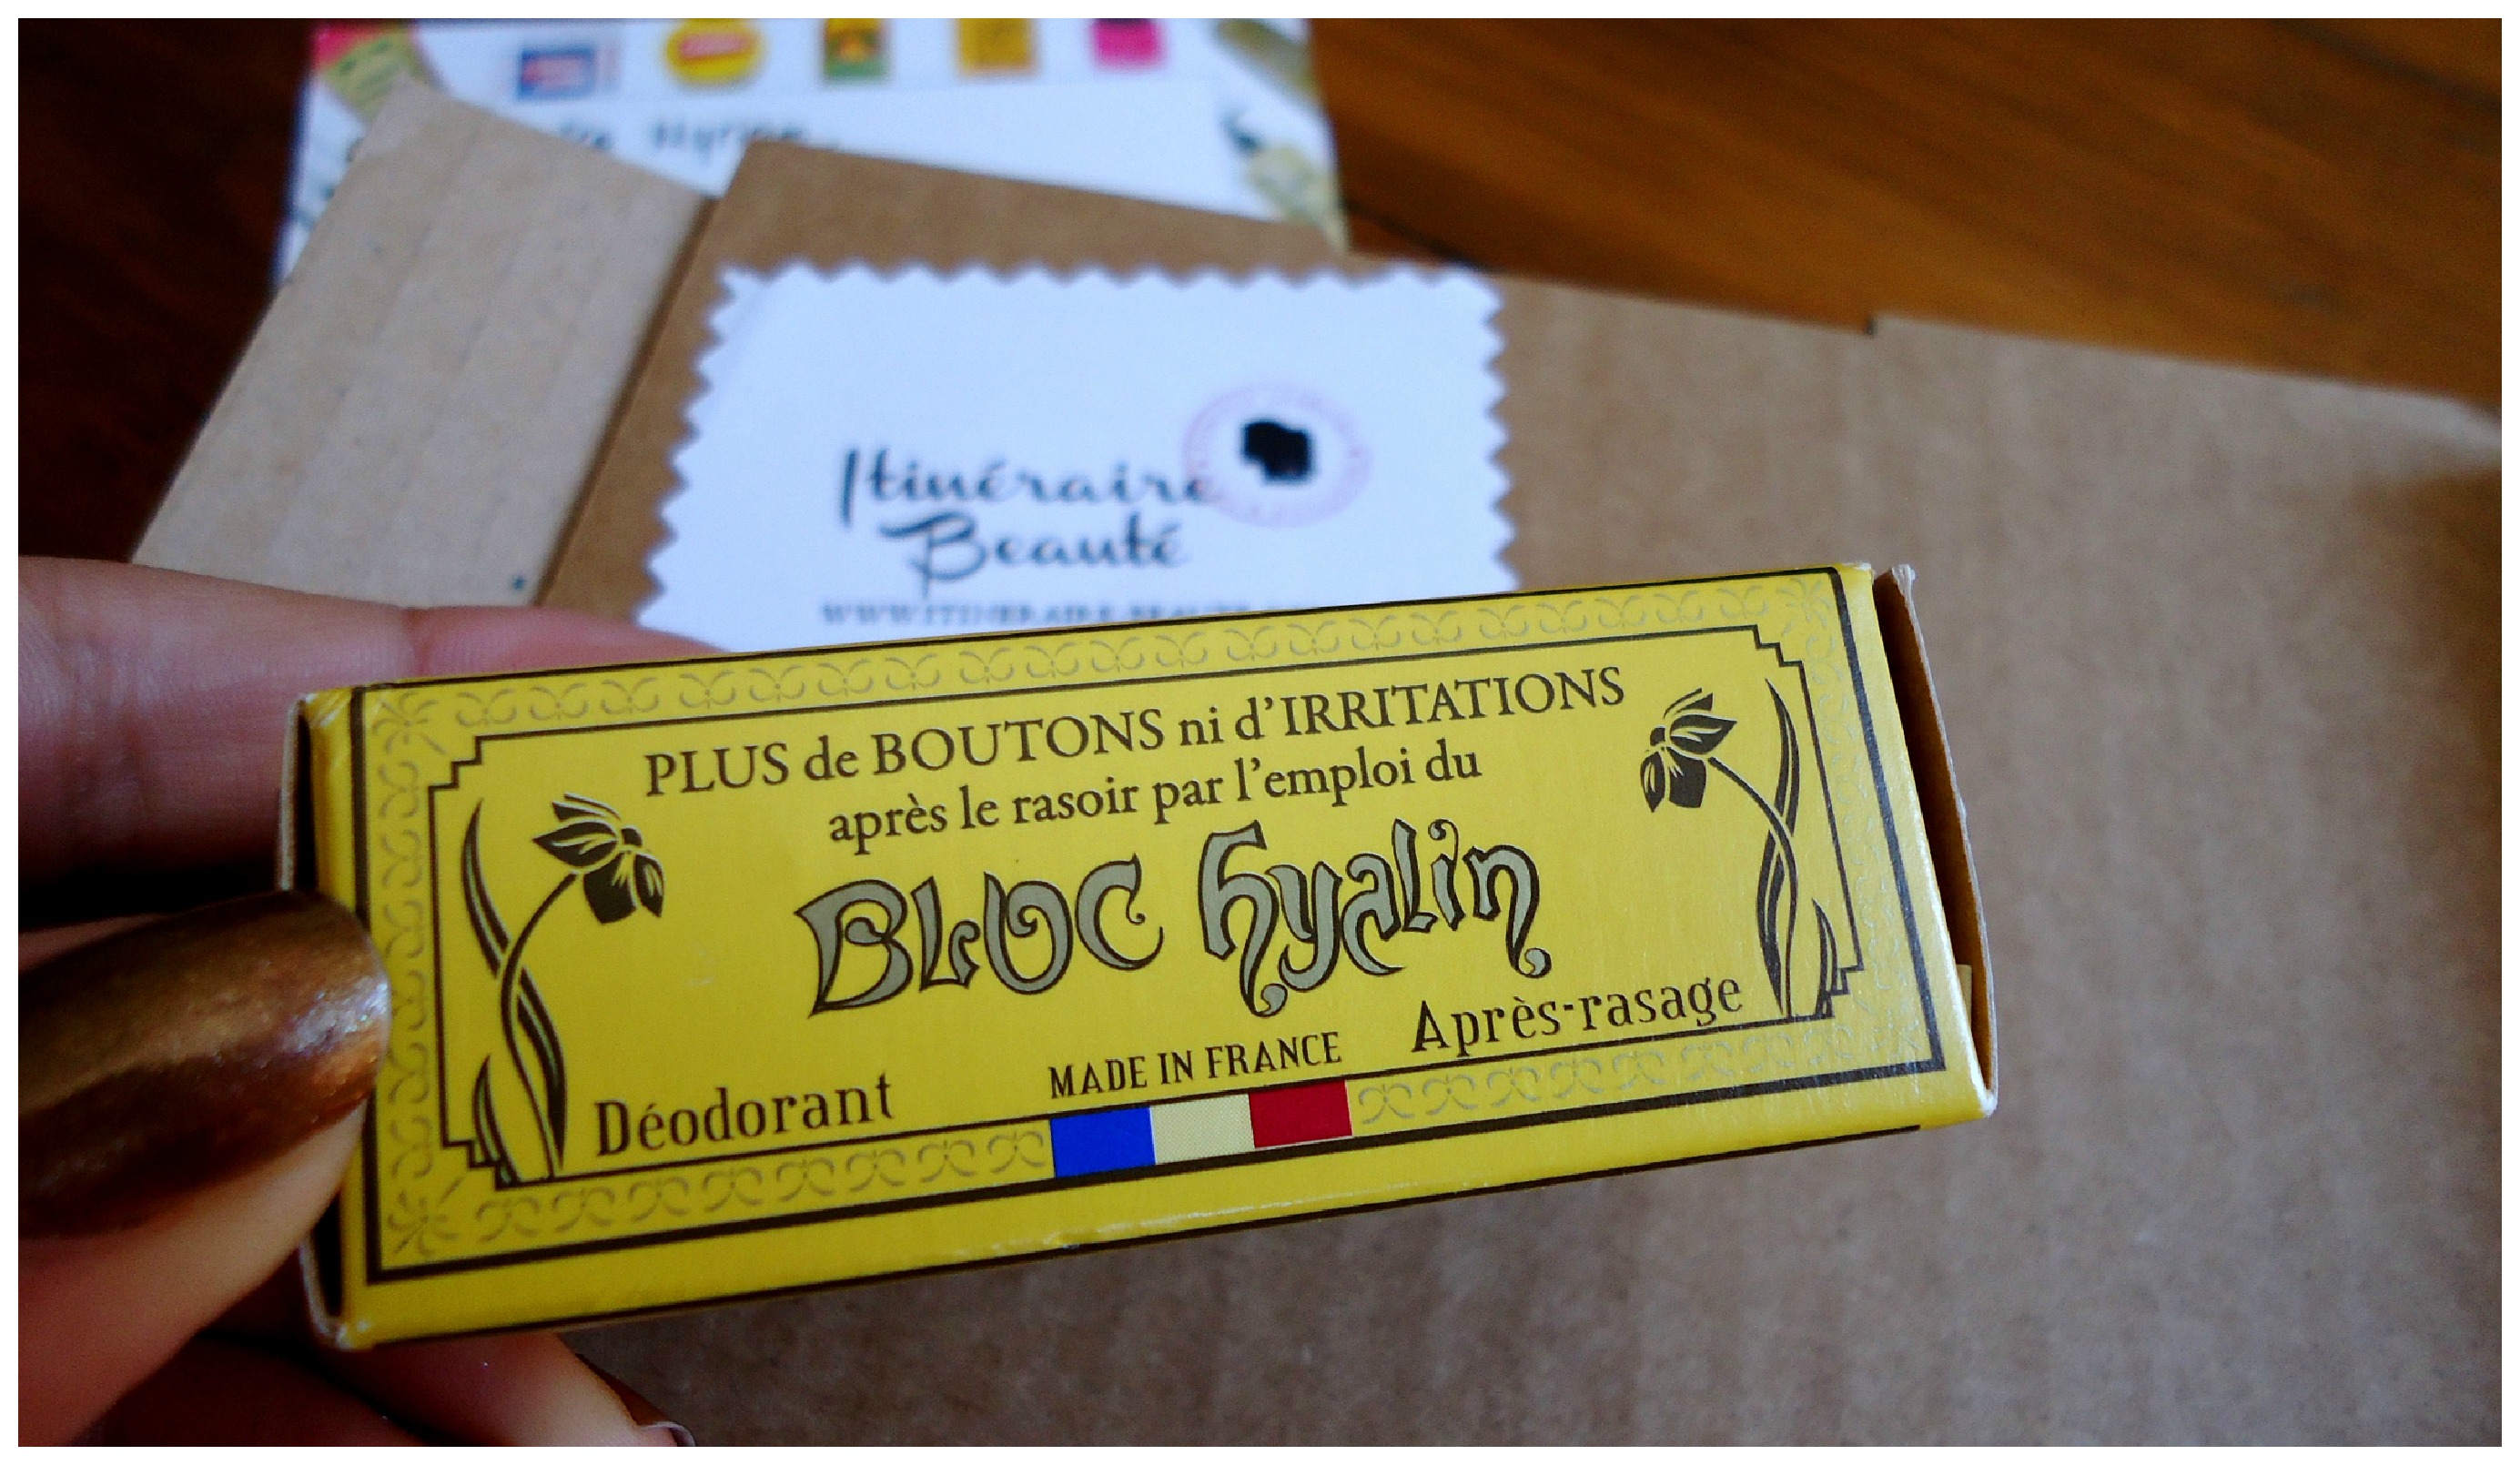 Itinéraire
Beauté
PLUS de BOUTONS ni d'IRRITATIONS
après le rasoir par l'emploi du
BLOC hyalin
Déodorant
MADE IN FRANCE
Après-rasage